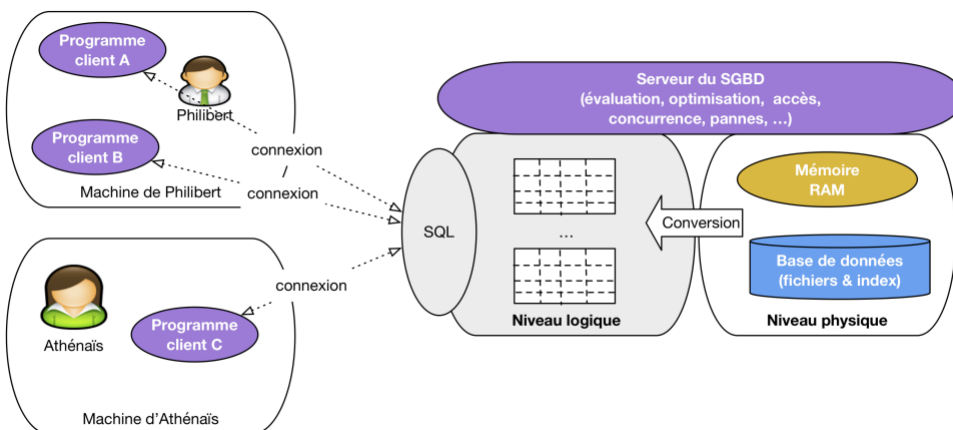 Programme
client A
Philibert
connexion
Programme
client B
connexion
Machine de Philibert
Athénaïs
connexion
Programme
client C
Machine d'Athénaïs
Serveur du SGBD
(évaluation, optimisation, accès,
concurrence, pannes, …)
SQL
...
Niveau logique
Conversion
Mémoire
RAM
Base de données
(fichiers & index)
Niveau physique